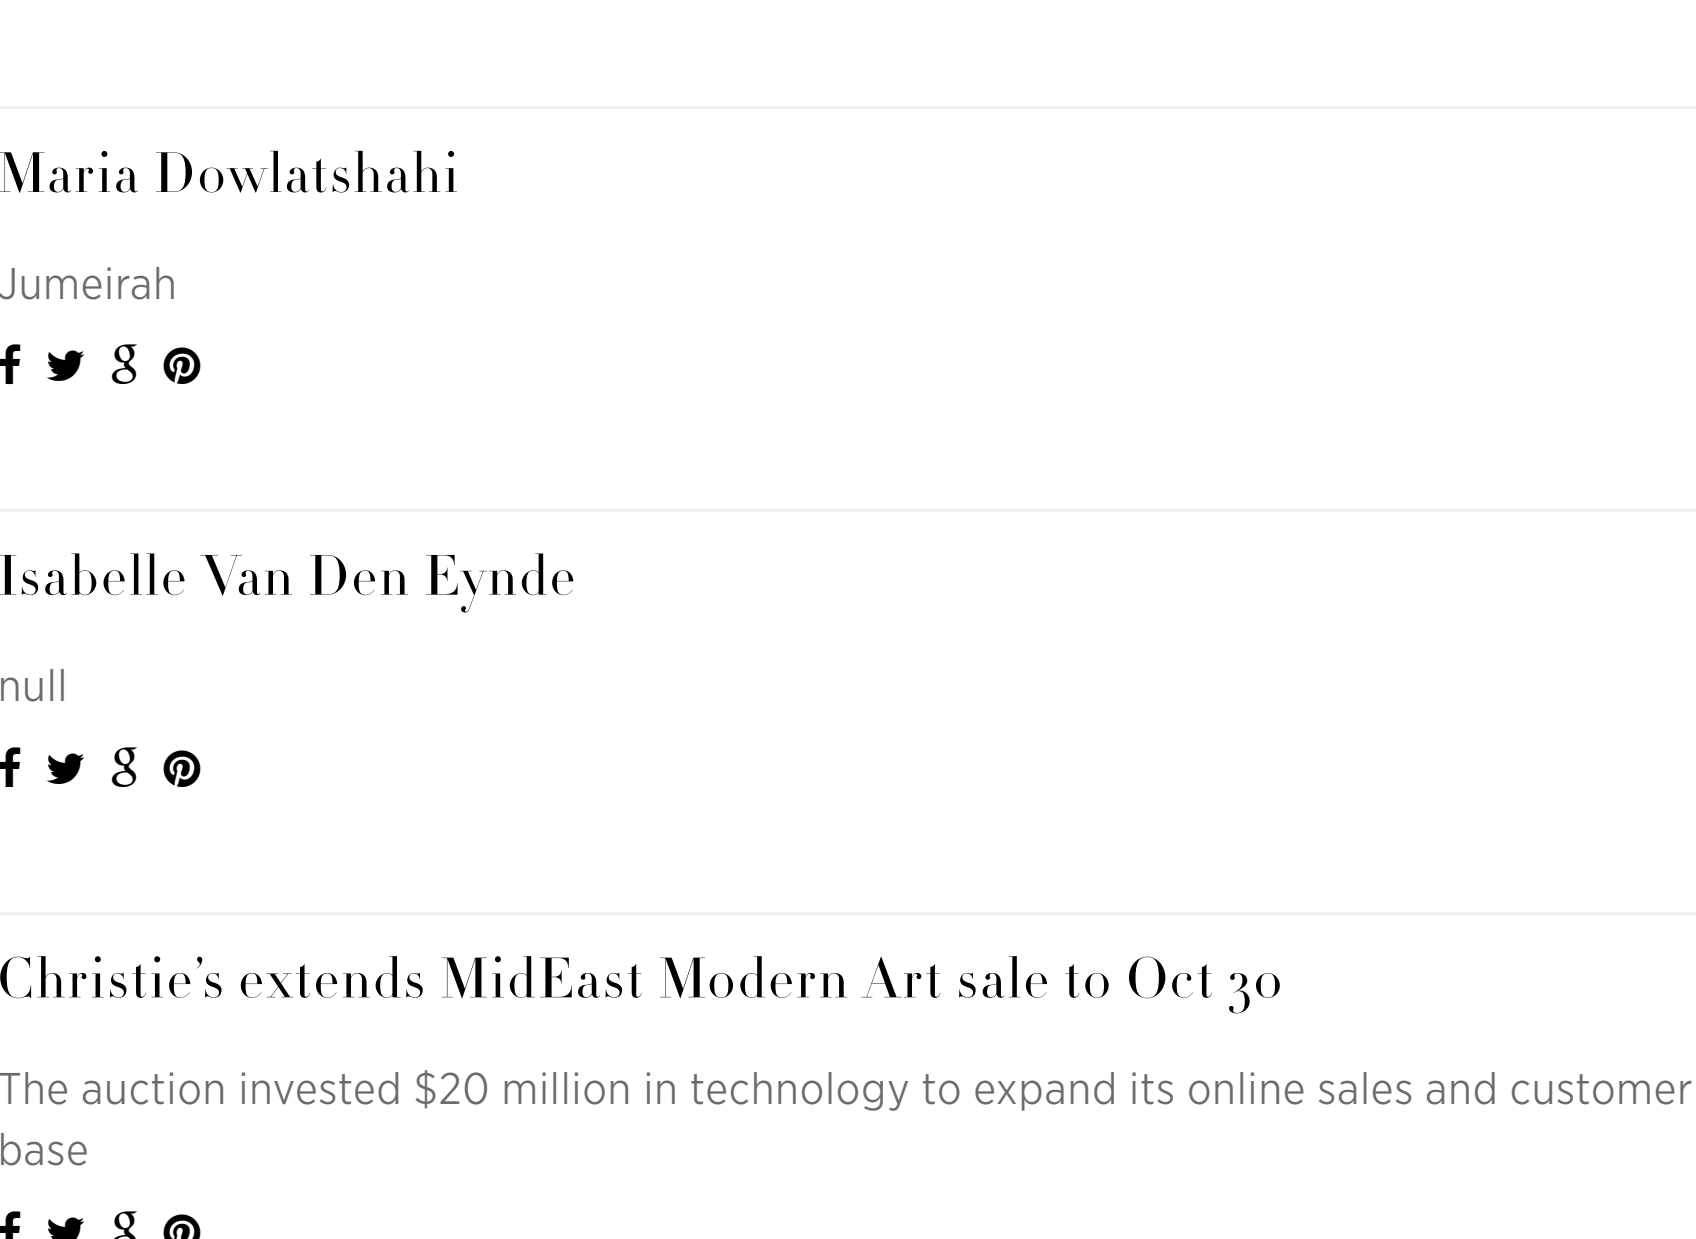 Maria Dowlatshahi
Jumeirah
Isabelle Van Den Eynde
null
Christie’s extends MidEast Modern Art sale to Oct 30
The auction invested $20 million in technology to expand its online sales and customer
base